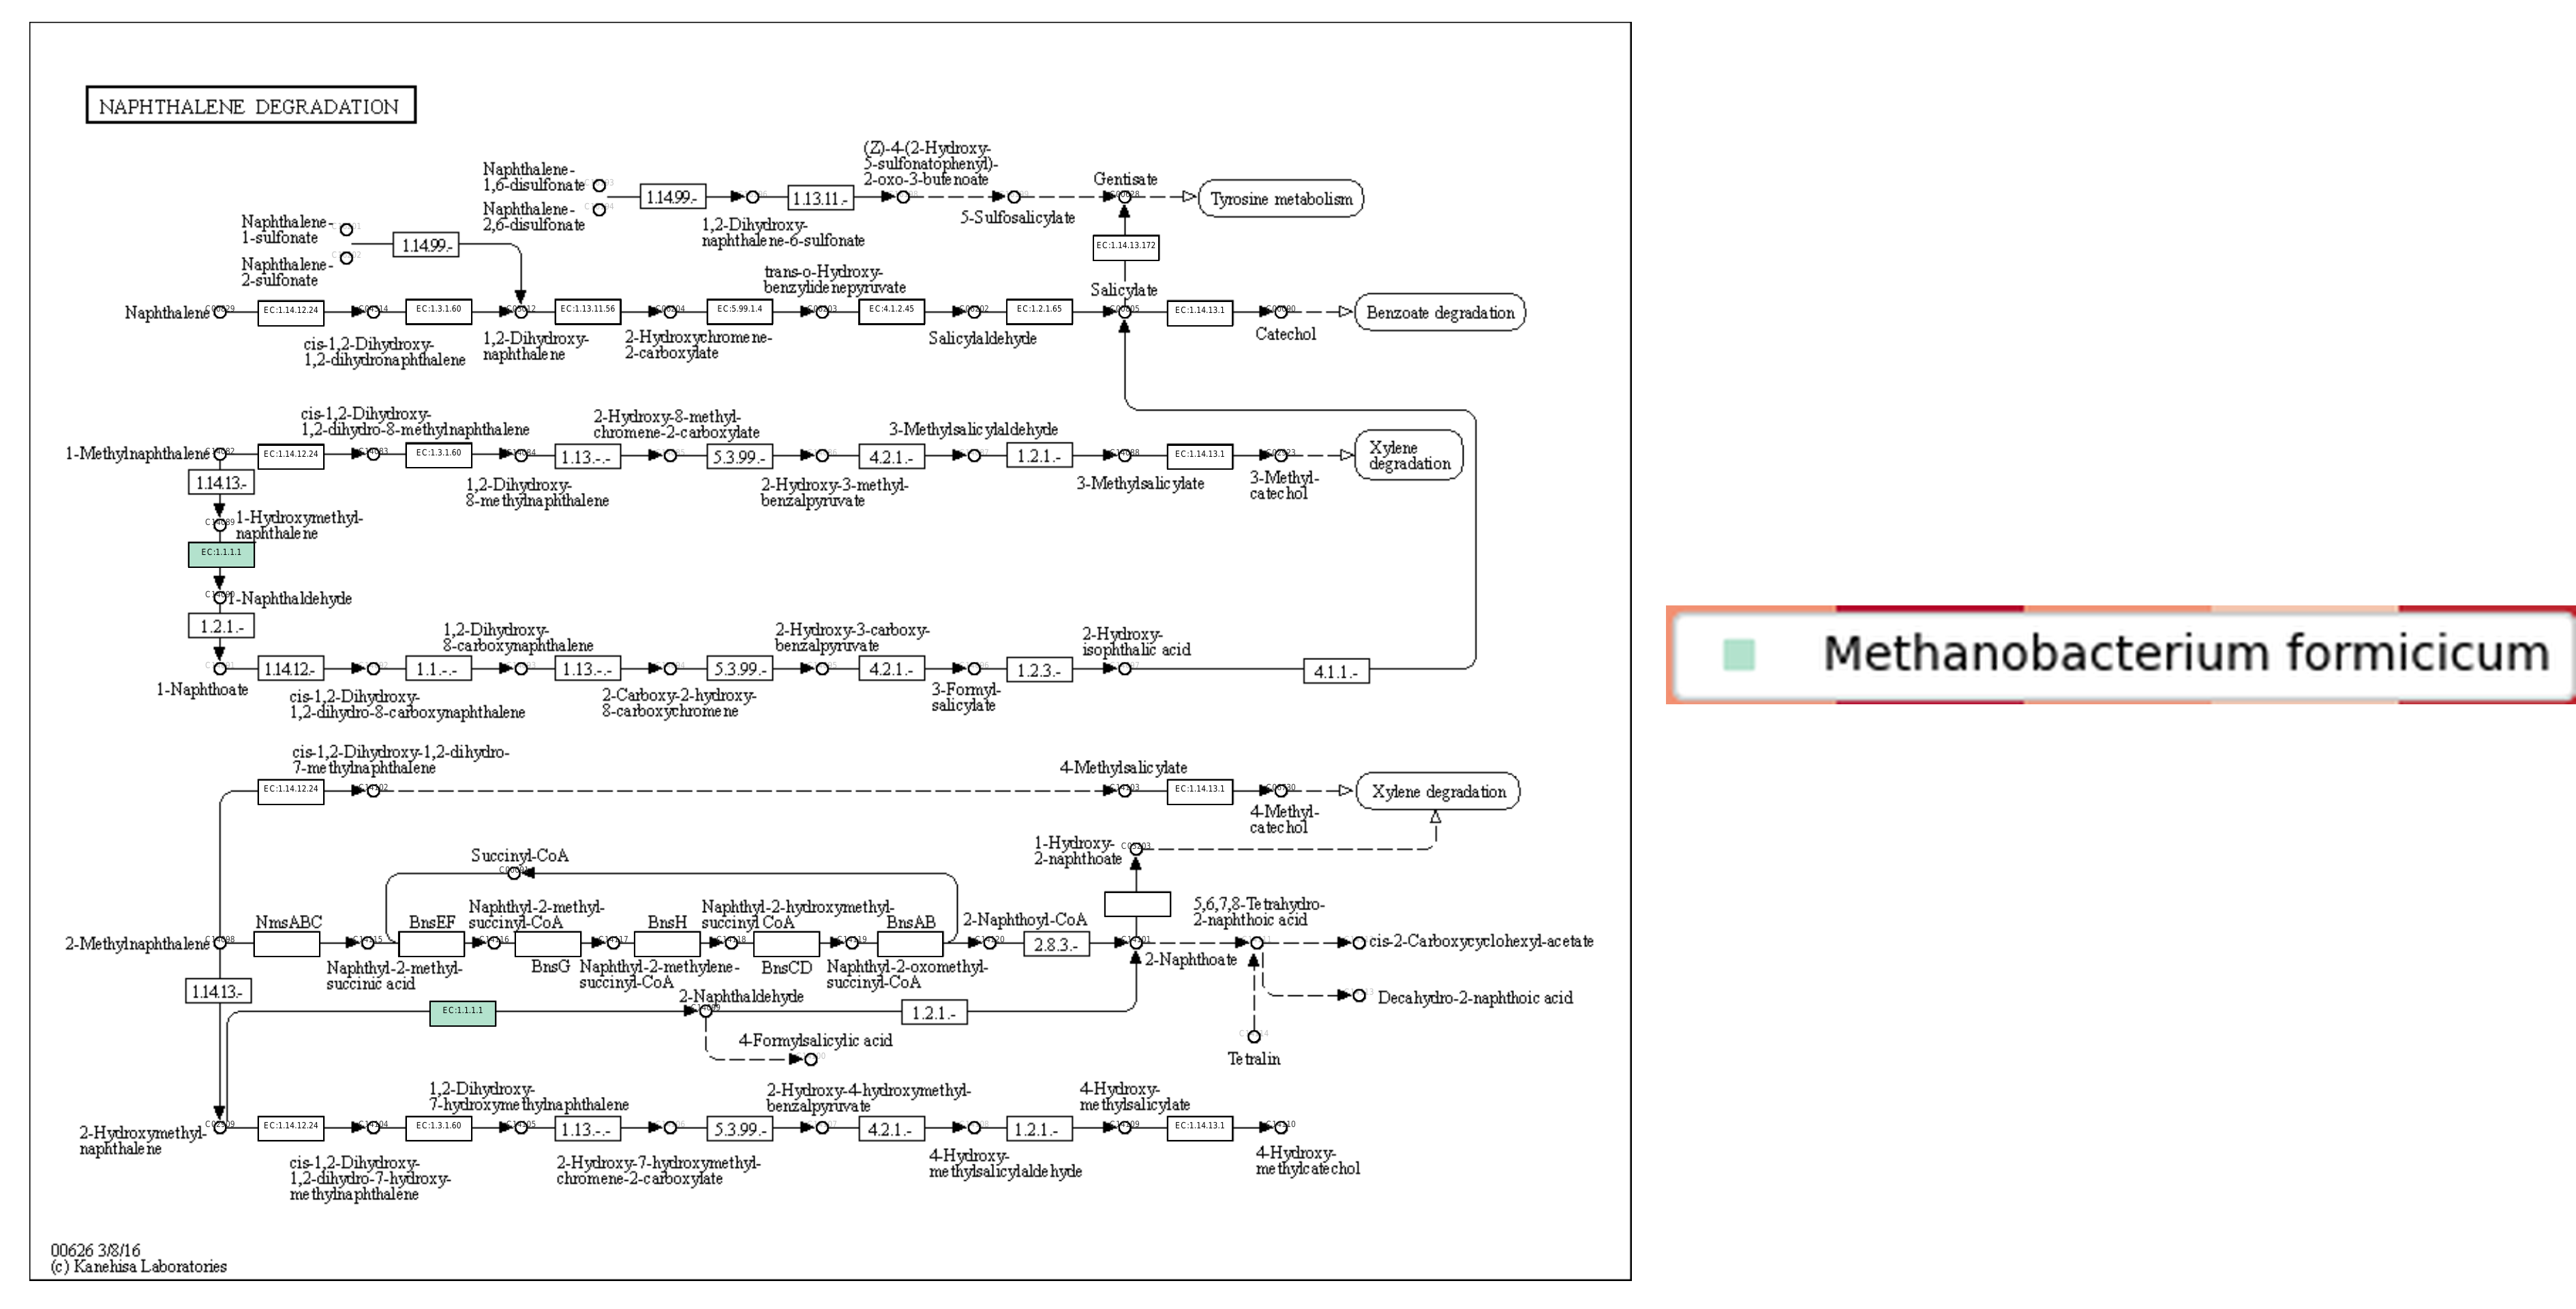 NAPHTHALENE DEGRADATION
Naphthalene-
1,6-disulfonate
Naphthalene-
2,6-disulfonate
1.14.99.-
1,2-Dihydroxy-
naphthalene-6-sulfonate
1.13.11.-
(Z)-4-(2-Hydroxy-
5-sulfonatophenyl)-
2-oxo-3-butenoate
5-Sulfosalicylate
Gentisate
Tyrosine metabolism
Naphthalene-
1-sulfonate
Naphthalene-
2-sulfonate
1.14.99.-
EC:1.14.13.172
Naphthalene
EC:1.14.12.24
cis-1,2-Dihydroxy-
1,2-dihydronaphthalene
EC:1.3.1.60
1,2-Dihydroxy-
naphthalene
EC:1.13.11.56
2-Hydroxychromene-
2-carboxylate
EC:5.99.1.4
trans-o-Hydroxy-
benzylidenepyruvate
EC:4.1.2.45
Salicylaldehyde
EC:1.2.1.65
Salicylate
EC:1.14.13.1
Catechol
Benzoate degradation
1-Methylnaphthalene
EC:1.14.12.24
cis-1,2-Dihydroxy-
1,2-dihydro-8-methylnaphthalene
EC:1.3.1.60
1,2-Dihydroxy-
8-methylnaphthalene
1.13.-.-
2-Hydroxy-8-methyl-
chromene-2-carboxylate
5.3.99.-
2-Hydroxy-3-methyl-
benzalpyruvate
4.2.1.-
3-Methylsalicylaldehyde
1.2.1.-
3-Methylsalicylate
EC:1.14.13.1
3-Methyl-
catechol
Xylene
degradation
1.14.13.-
1-Hydroxymethyl-
naphthalene
EC:1.1.1.1
1-Naphthaldehyde
1.2.1.-
1-Naphthoate
1.14.12.-
cis-1,2-Dihydroxy-
1,2-dihydro-8-carboxynaphthalene
1.1.-.-
1,2-Dihydroxy-
8-carboxynaphthalene
1.13.-.-
2-Carboxy-2-hydroxy-
8-carboxychromene
5.3.99.-
2-Hydroxy-3-carboxy-
benzalpyruvate
4.2.1.-
3-Formyl-
salicylate
1.2.3.-
2-Hydroxy-
isophthalic acid
4.1.1.-
Methanobacterium formicicum
cis-1,2-Dihydroxy-1,2-dihydro-
7-methylnaphthalene
EC:1.14.12.24
4-Methylsalicylate
EC:1.14.13.1
4-Methyl-
catechol
Xylene degradation
1-Hydroxy-
2-naphthoate
Succinyl-CoA
2-Methylnaphthalene
NmsABC
Naphthyl-2-methyl-
succinic acid
BnsEF
Naphthyl-2-methyl-
succinyl-CoA
BnsG
Naphthyl-2-methylene-
succinyl-CoA
BnsH
Naphthyl-2-hydroxymethyl-
succinyl CoA
BnsCD
Naphthyl-2-oxomethyl-
succinyl-CoA
BnsAB
2-Naphthoyl-CoA
2.8.3.-
2-Naphthoate
5,6,7,8-Tetrahydro-
2-naphthoic acid
cis-2-Carboxycyclohexyl-acetate
Decahydro-2-naphthoic acid
Tetralin
1.14.13.-
EC:1.1.1.1
2-Naphthaldehyde
1.2.1.-
4-Formylsalicylic acid
2-Hydroxymethyl-
naphthalene
EC:1.14.12.24
cis-1,2-Dihydroxy-
1,2-dihydro-7-hydroxy-
methylnaphthalene
EC:1.3.1.60
1,2-Dihydroxy-
7-hydroxymethylnaphthalene
1.13.-.-
2-Hydroxy-7-hydroxymethyl-
chromene-2-carboxylate
5.3.99.-
2-Hydroxy-4-hydroxymethyl-
benzalpyruvate
4.2.1.-
4-Hydroxy-
methylsalicylaldehyde
1.2.1.-
4-Hydroxy-
methylsalicylate
EC:1.14.13.1
4-Hydroxy-
methylcatechol
00626 3/8/16
(c) Kanehisa Laboratories